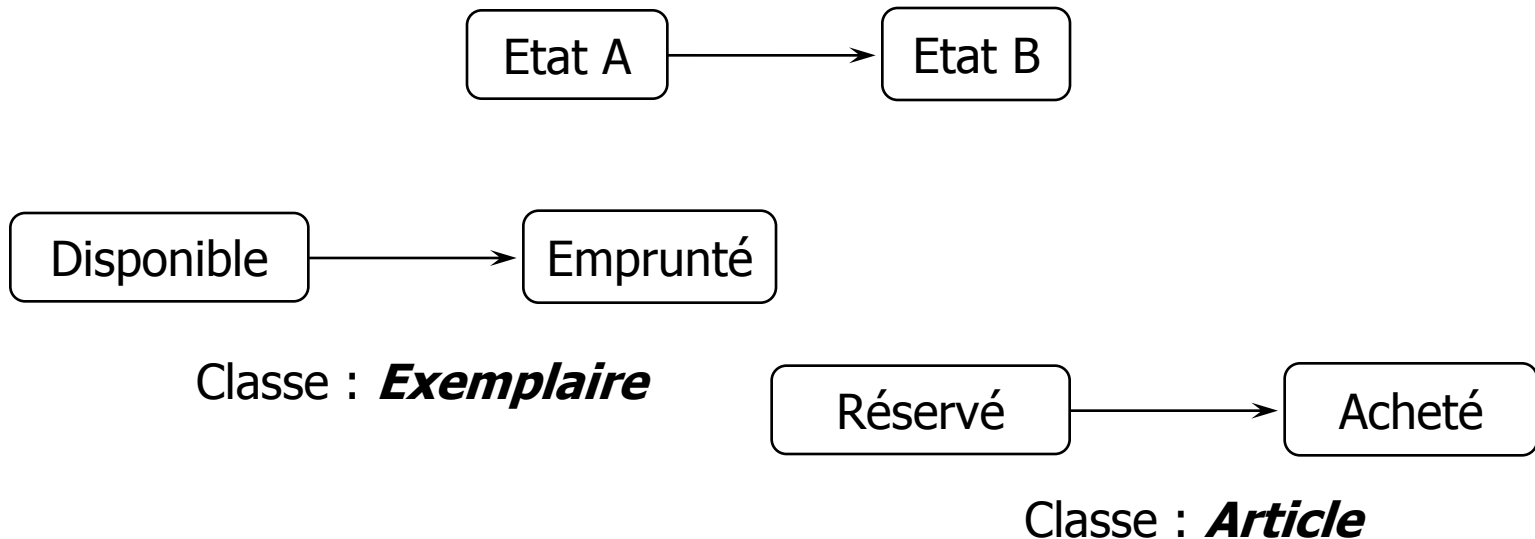 Etat A
Etat B
Disponible
Emprunté
Classe : Exemplaire
Réservé
Acheté
Classe : Article